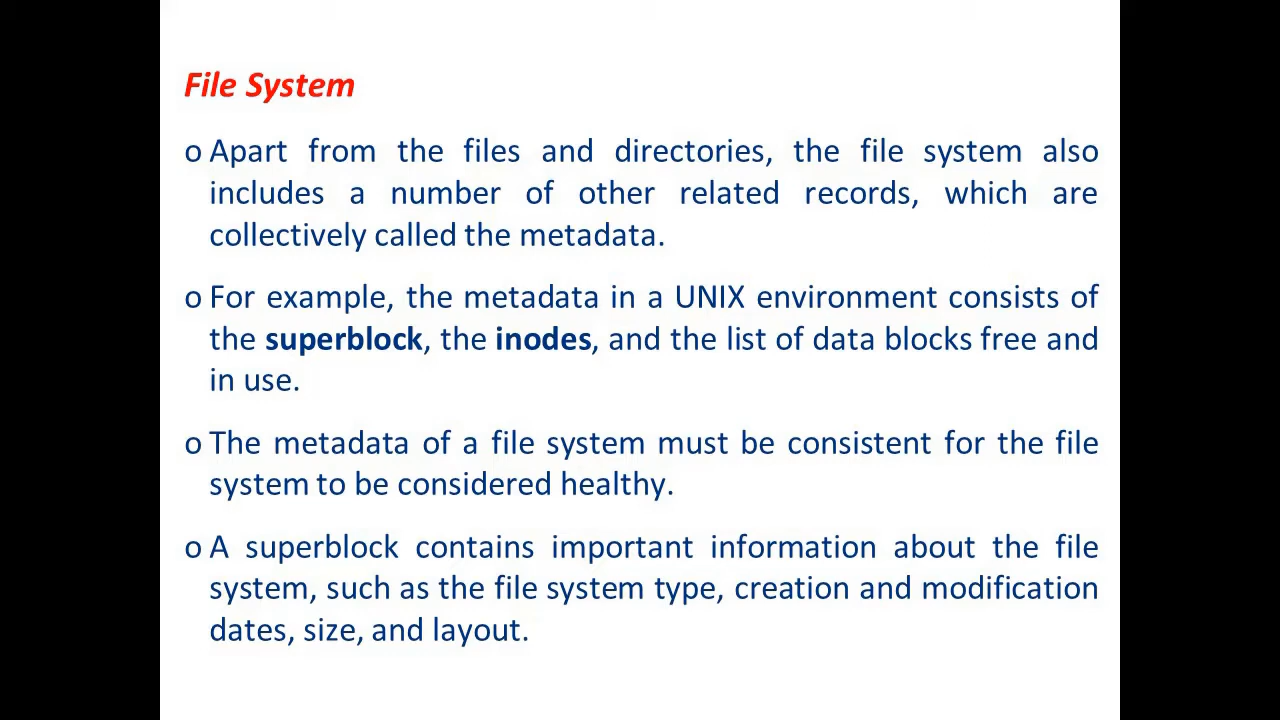 File System
o Apart from the files and directories, the file system also
includes a number of other related records, which are
collectively called the metadata.
o For example, the metadata in a UNIX environment consists of
the superblock, the inodes, and the list of data blocks free and
in use.
o The metadata of a file system must be consistent for the file
system to be considered healthy.
o A superblock contains important information about the file
system, such as the file system type, creation and modification
dates, size, and layout.